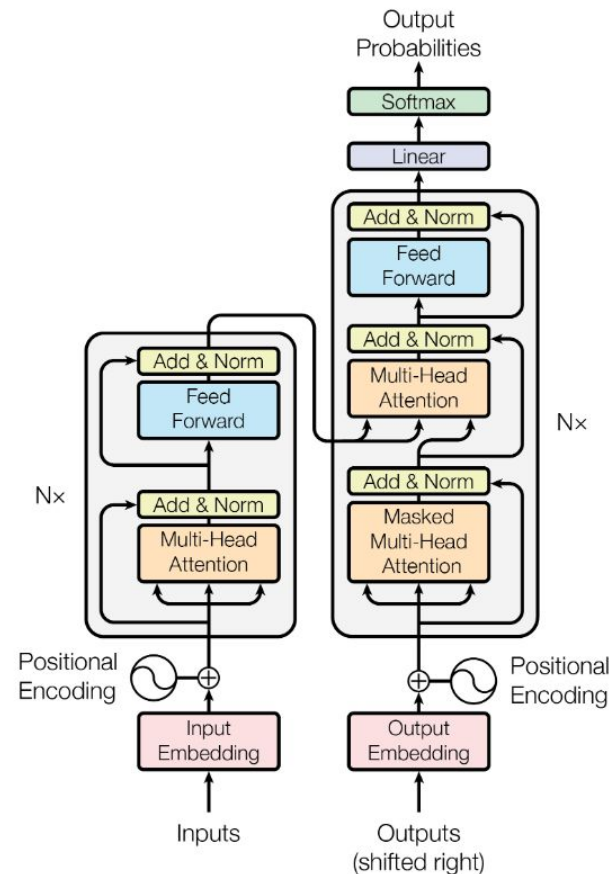 Output
Probabilities
Softmax
Linear
Add & Norm
Feed
Forward
Add & Norm
Multi-Head
Attention
Add & Norm
Masked
Multi-Head
Attention
N×
Add & Norm
Feed
Forward
Add & Norm
Multi-Head
Attention
N×
Positional
Encoding
Positional
Encoding
Input
Embedding
Output
Embedding
Inputs
Outputs
(shifted right)